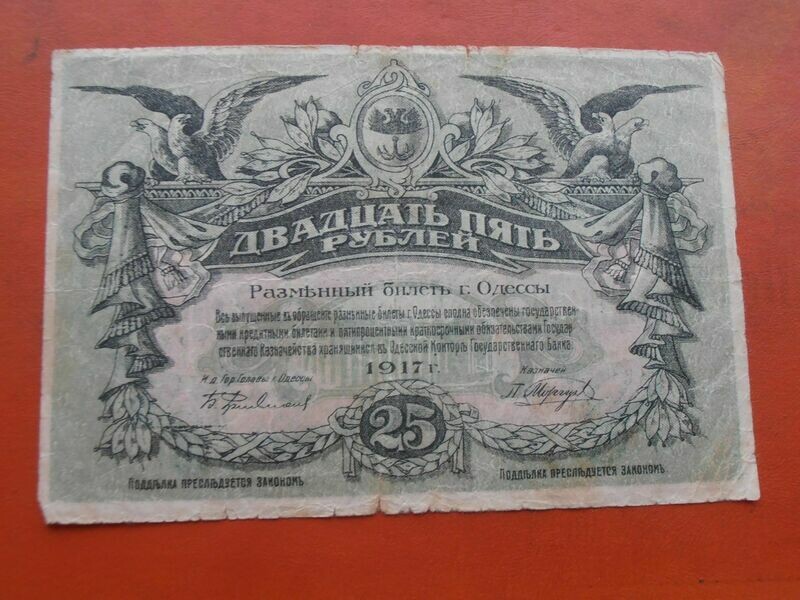 ДВАДЦАТЬ ПЯТЬ
РУБЛЕЙ
Размѣнный билетъ г. Одессы
Всѣ выпущенные въ обращеніе размѣнные билеты г. Одессы сполна обезпечены государствен-
ными кредитными билетами и пятипроцентными краткосрочными обязательствами Государ-
ственнаго Казначейства хранящимися въ Одесской Конторѣ Государственнаго Банка.
1917 г.
И. д. Гор. Головы г. Одессы
Казначей
25
Поддѣлка преслѣдуется закономъ
Поддѣлка преслѣдуется закономъ